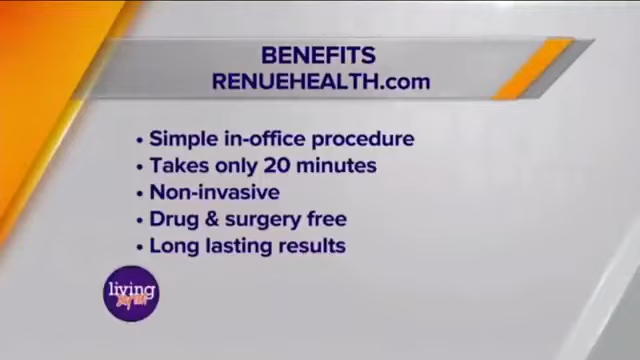 BENEFITS
RENUEHEALTH.com
• Simple in-office procedure
• Takes only 20 minutes
• Non-invasive
• Drug & surgery free
• Long lasting results
living